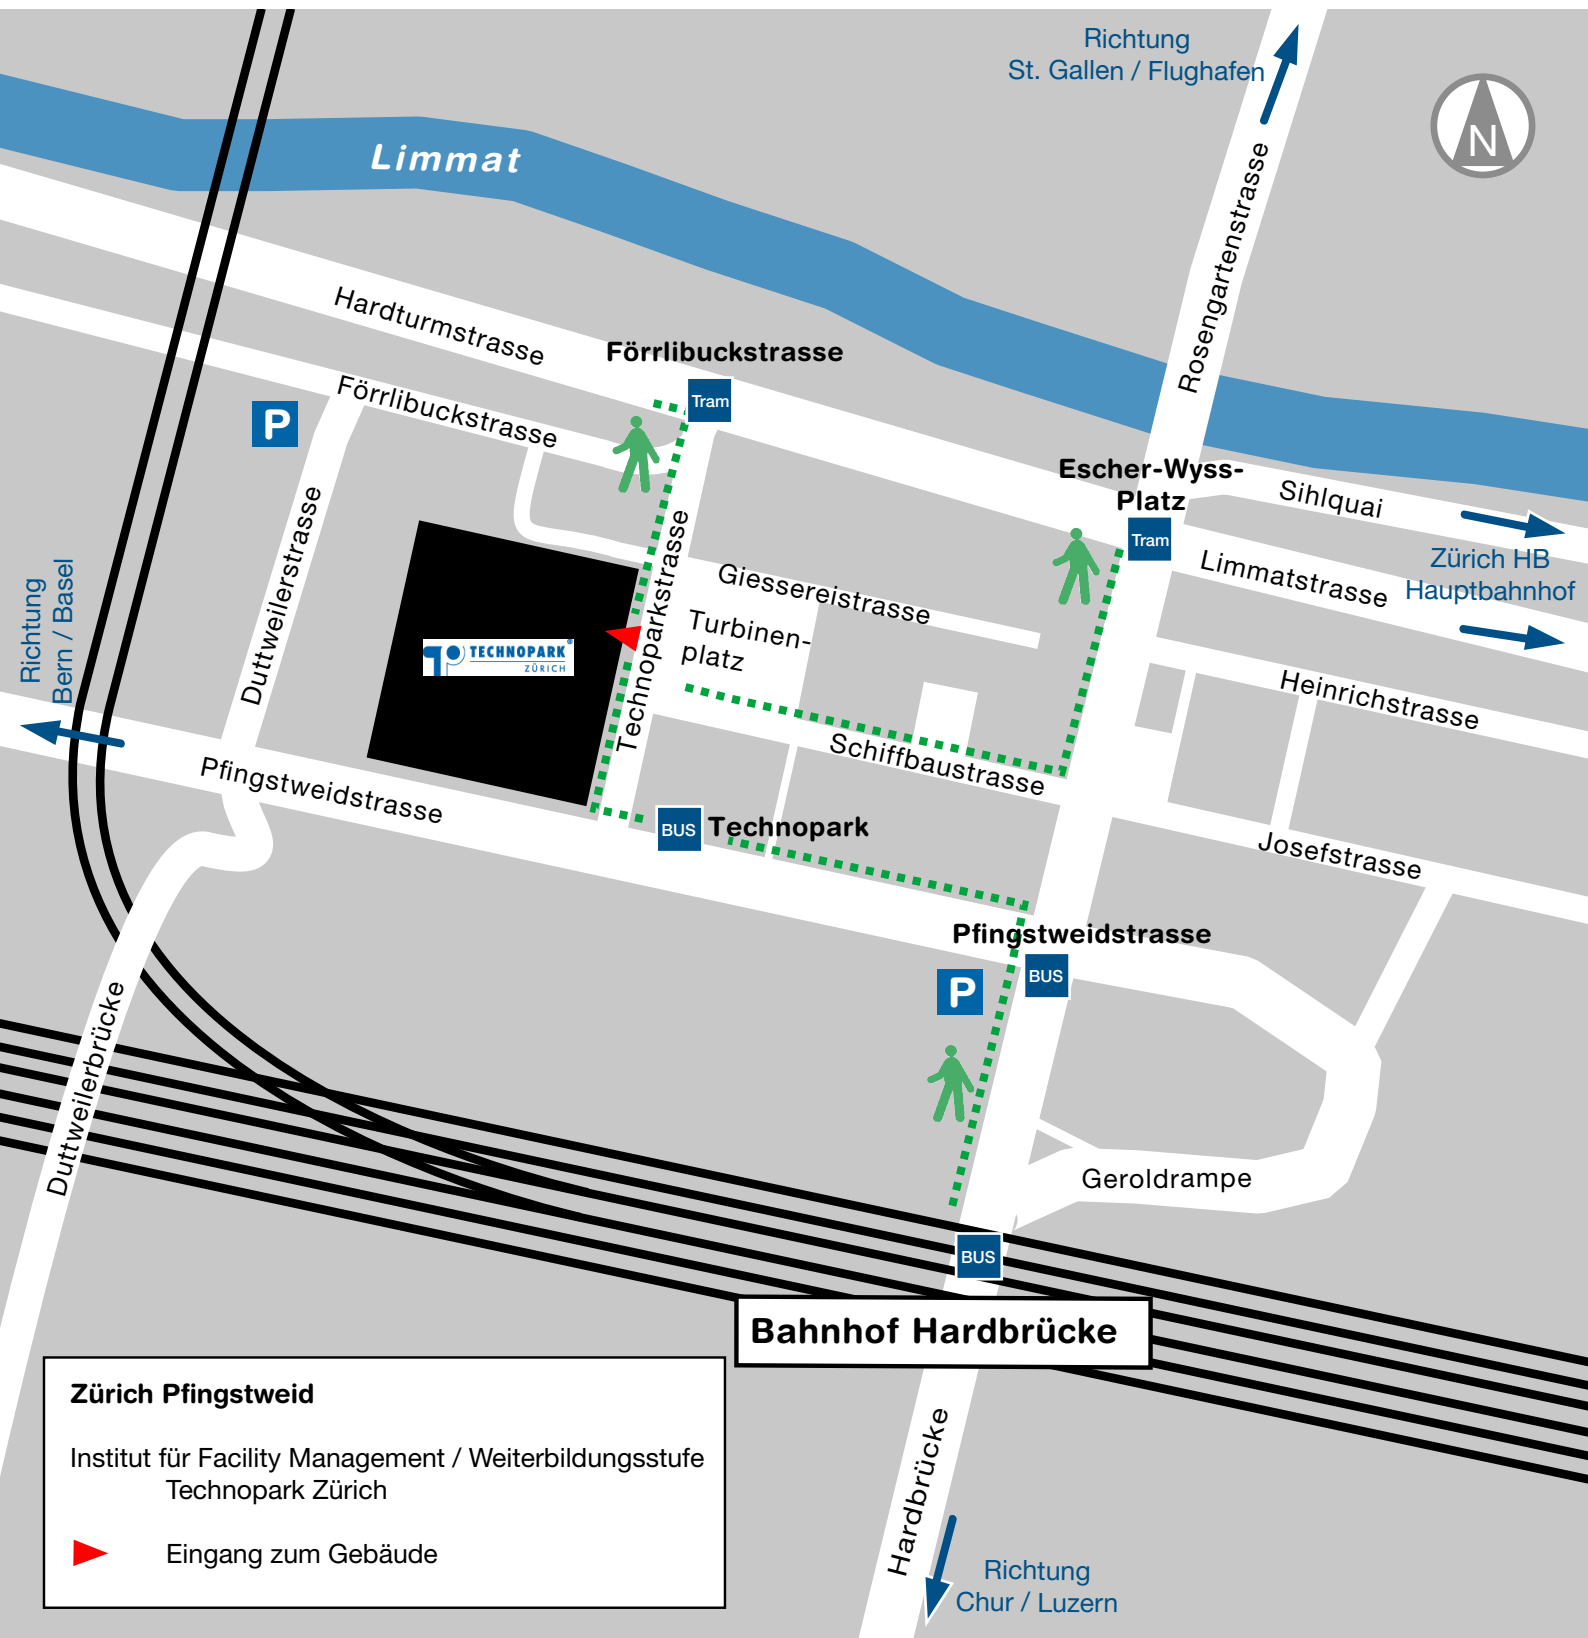 Richtung
St. Gallen / Flughafen
N
Limmat
Rosengartenstrasse
Hardturmstrasse
Förrlibuckstrasse
Tram
Förrlibuckstrasse
P
Escher-Wyss-
Platz
Tram
Sihlquai
Zürich HB
Hauptbahnhof
Limmatstrasse
Richtung
Bern / Basel
Duttweilerstrasse
Technoparkstrasse
Giessereistrasse
Turbinen-
platz
TECHNOPARK®
ZÜRICH
Heinrichstrasse
Schiffbaustrasse
Pfingstweidstrasse
BUS
Technopark
Josefstrasse
Pfingstweidstrasse
BUS
P
Duttweilerbrücke
Geroldrampe
BUS
Bahnhof Hardbrücke
Zürich Pfingstweid
Institut für Facility Management / Weiterbildungsstufe
Technopark Zürich
Eingang zum Gebäude
Hardbrücke
Richtung
Chur / Luzern